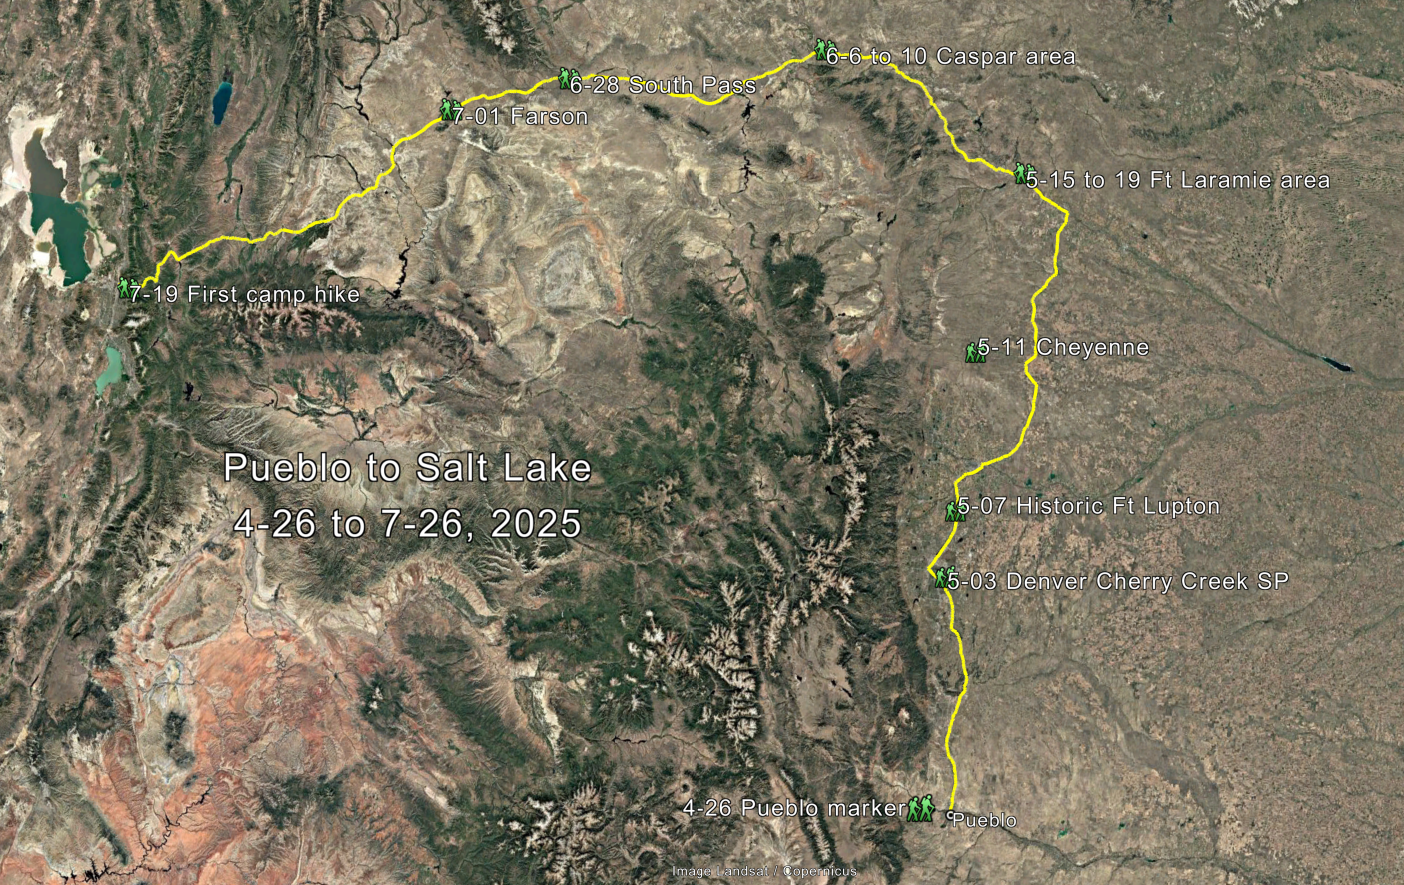 6-6 to 10 Caspar area
6-28 South Pass
7-01 Farson
5-15 to 19 Ft Laramie area
7-19 First camp hike
5-11 Cheyenne
Pueblo to Salt Lake
4-26 to 7-26, 2025
5-07 Historic Ft Lupton
5-03 Denver Cherry Creek SP
4-26 Pueblo marker
Pueblo
Image Landsat / Copernicus